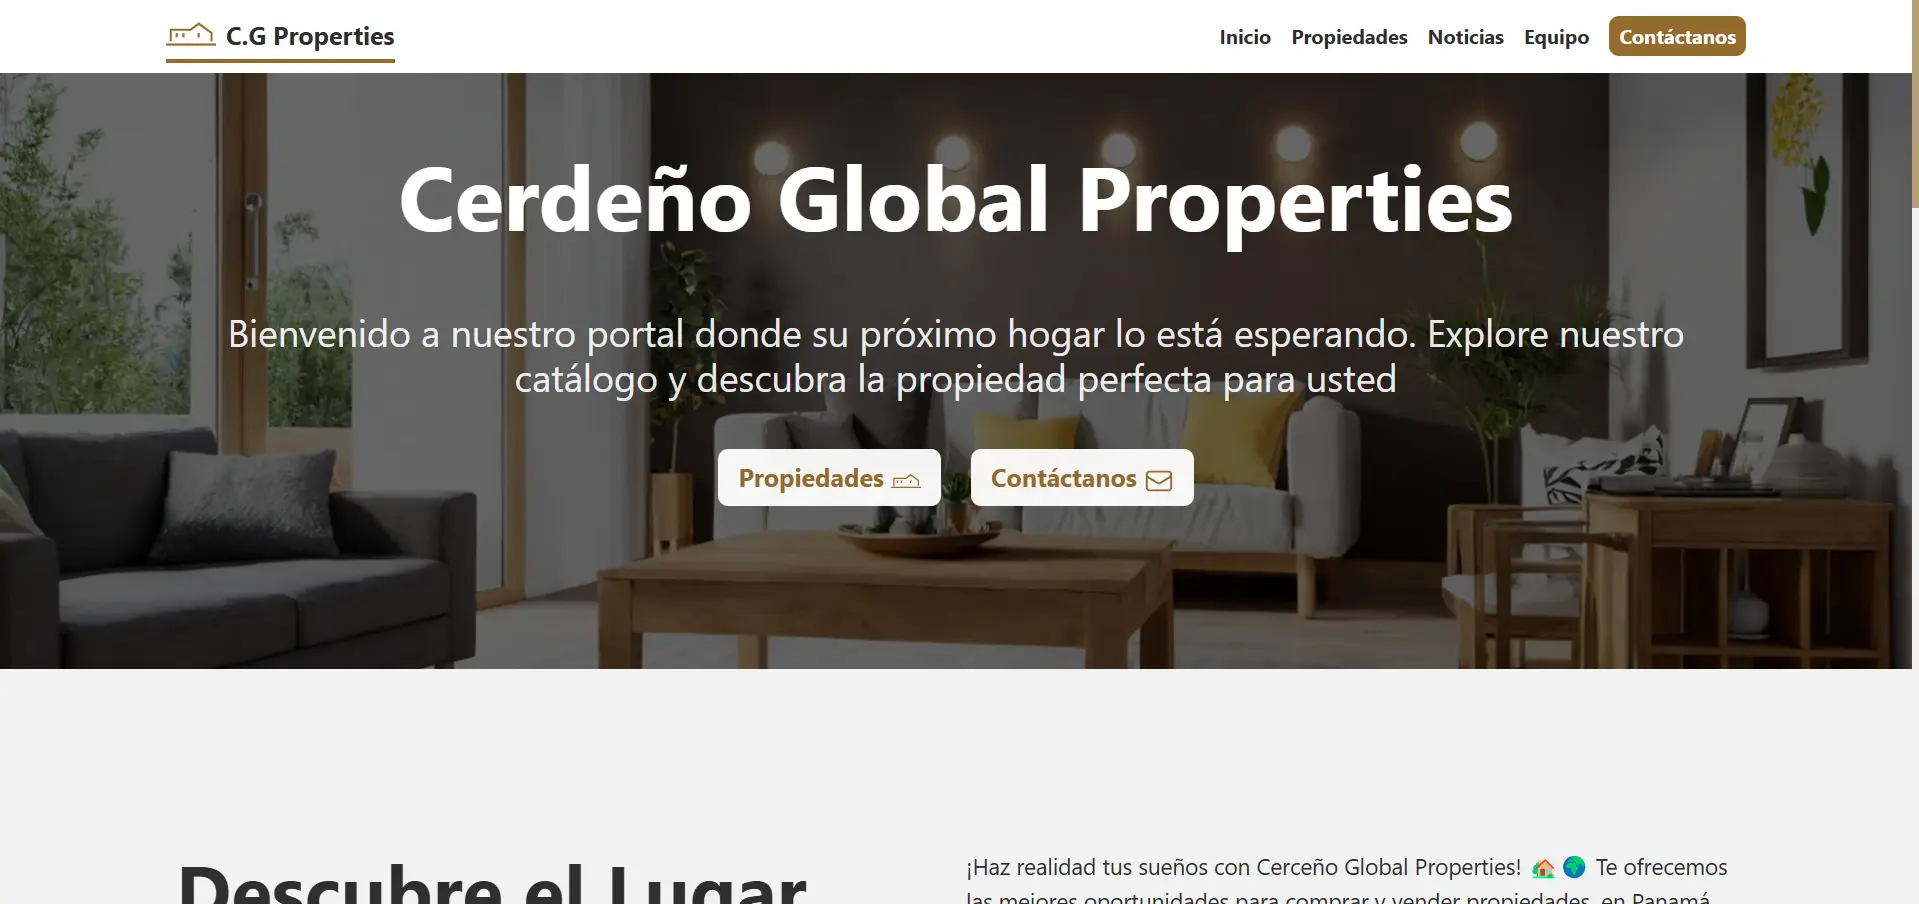 C.G Properties
Inicio Propiedades Noticias Equipo Contáctanos
Cerdeño Global Properties
Bienvenido a nuestro portal donde su próximo hogar lo está esperando. Explore nuestro
catálogo y descubra la propiedad perfecta para usted
Propiedades Contáctanos
Descubre el Lugar
¡Haz realidad tus sueños con Cerceño Global Properties! 🏠 🌍 Te ofrecemos
las mejores oportunidades para comprar y vender propiedades en Panamá